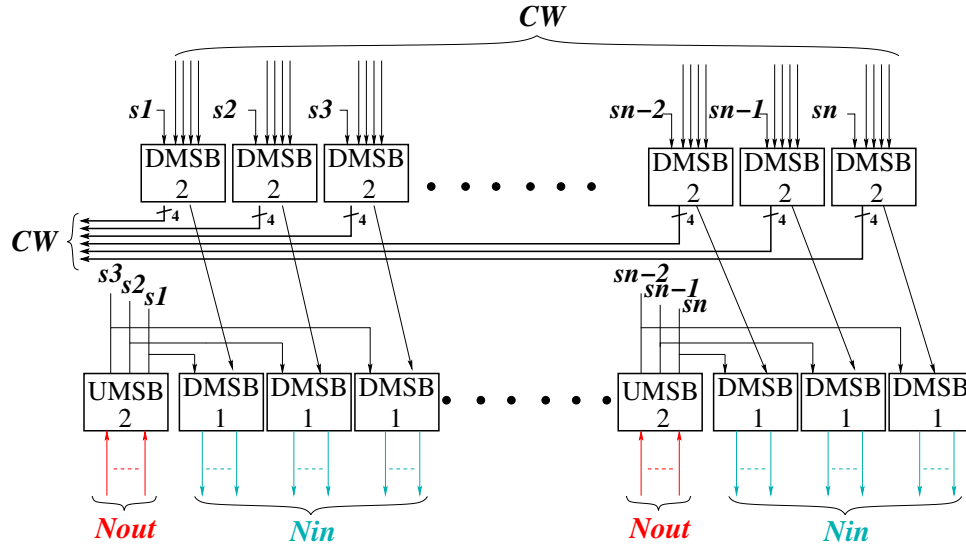 CW
s1 s2 s3 sn-2 sn-1 sn
DMSB DMSB DMSB DMSB DMSB DMSB
2 2 2 2 2 2
4 4 4 4 4 4
CW
s3 s2 s1 sn-2 sn-1 sn
UMSB DMSB DMSB DMSB UMSB DMSB DMSB DMSB
2 1 1 1 2 1 1 1
Nout Nin Nout Nin